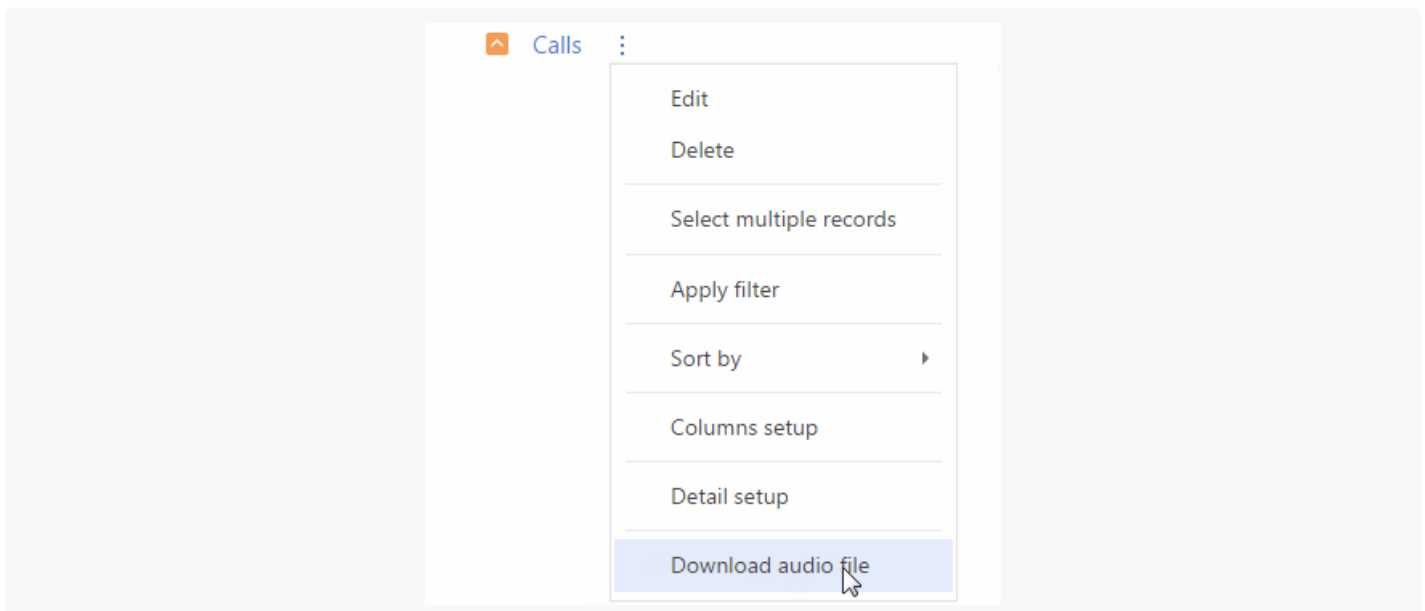 Calls
Edit
Delete
Select multiple records
Apply filter
Sort by
Columns setup
Detail setup
Download audio file